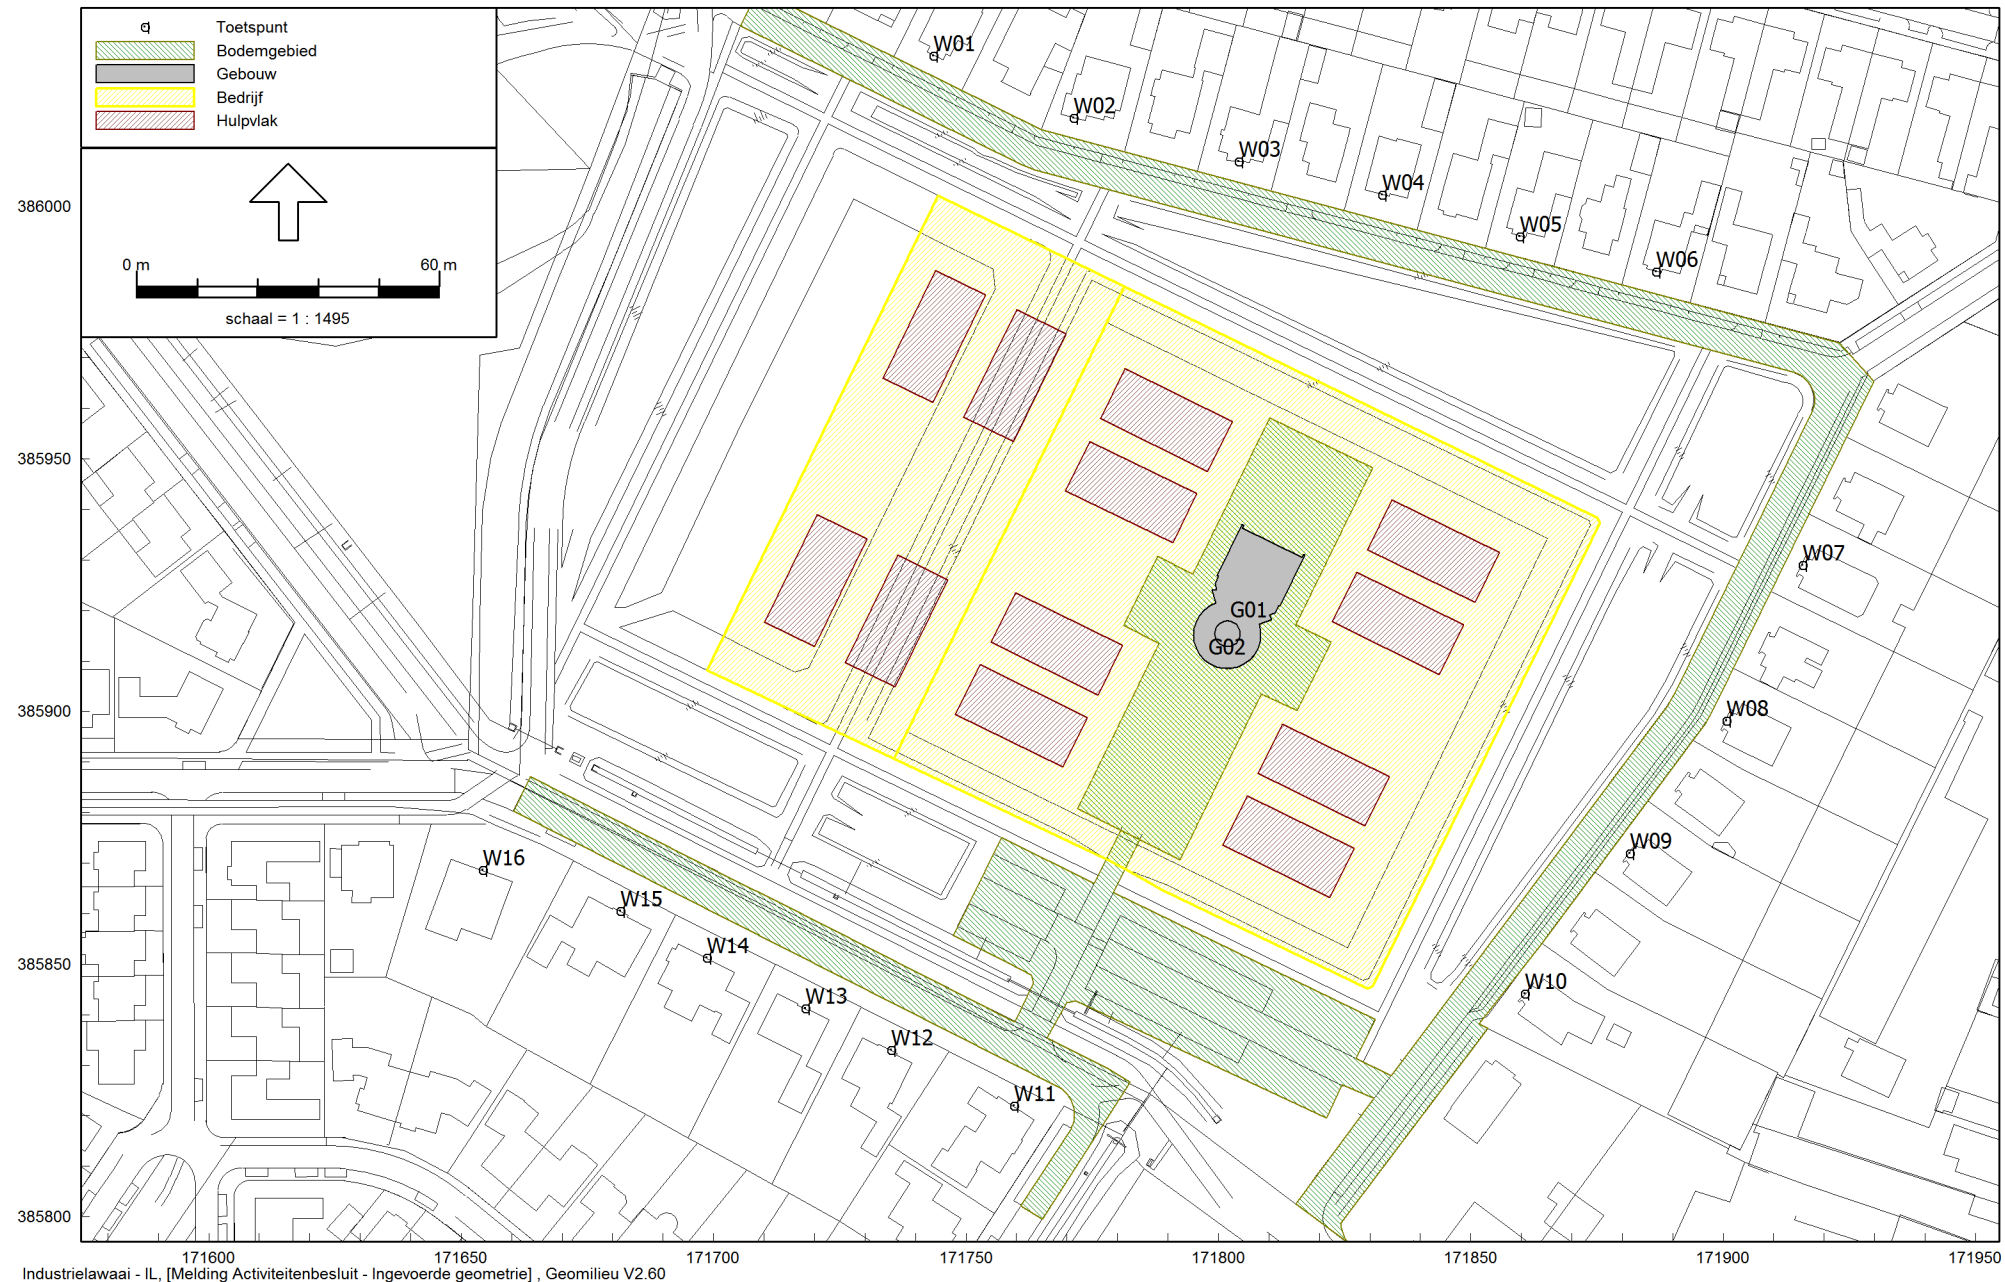 Toetspunt
Bodemgebied
Gebouw
Bedrijf
Hulpvlak
0 m 60 m
schaal = 1 : 1495
W01
W02
W03
W04
W05
W06
W07
W08
W09
W10
W11
W12
W13
W14
W15
W16
G01
G02
386000
385950
385900
385850
385800
171600 171650 171700 171750 171800 171850 171900 171950
Industrielawaai - IL, [Melding Activiteitenbesluit - Ingevoerde geometrie] , Geomilieu V2.60